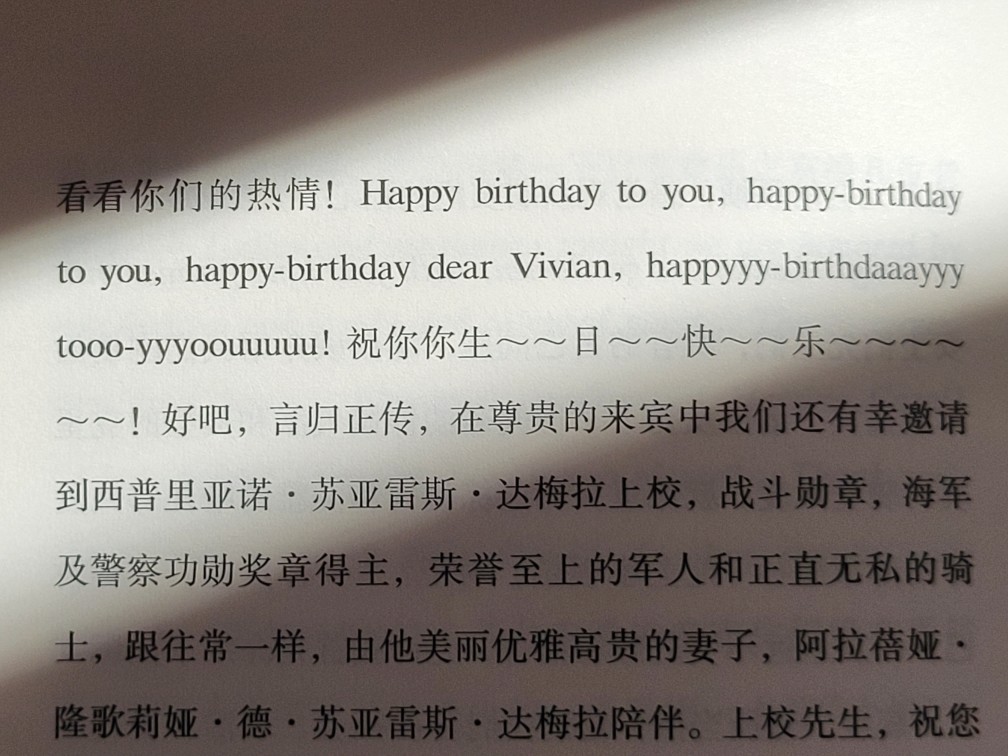 看看你们的热情！Happy birthday to you, happy-birthday
to you, happy-birthday dear Vivian, happyyy-birthdaaayyy
tooo-yyyoouuuuu! 祝你你生～～日～～快～～乐～～～～
～～！好吧，言归正传，在尊贵的来宾中我们还有幸邀请
到西普里亚诺·苏亚雷斯·达梅拉上校，战斗勋章，海军
及警察功勋奖章得主，荣誉至上的军人和正直无私的骑
士，跟往常一样，由他美丽优雅高贵的妻子，阿拉蓓娅·
隆歌莉娅·德·苏亚雷斯·达梅拉陪伴。上校先生，祝您